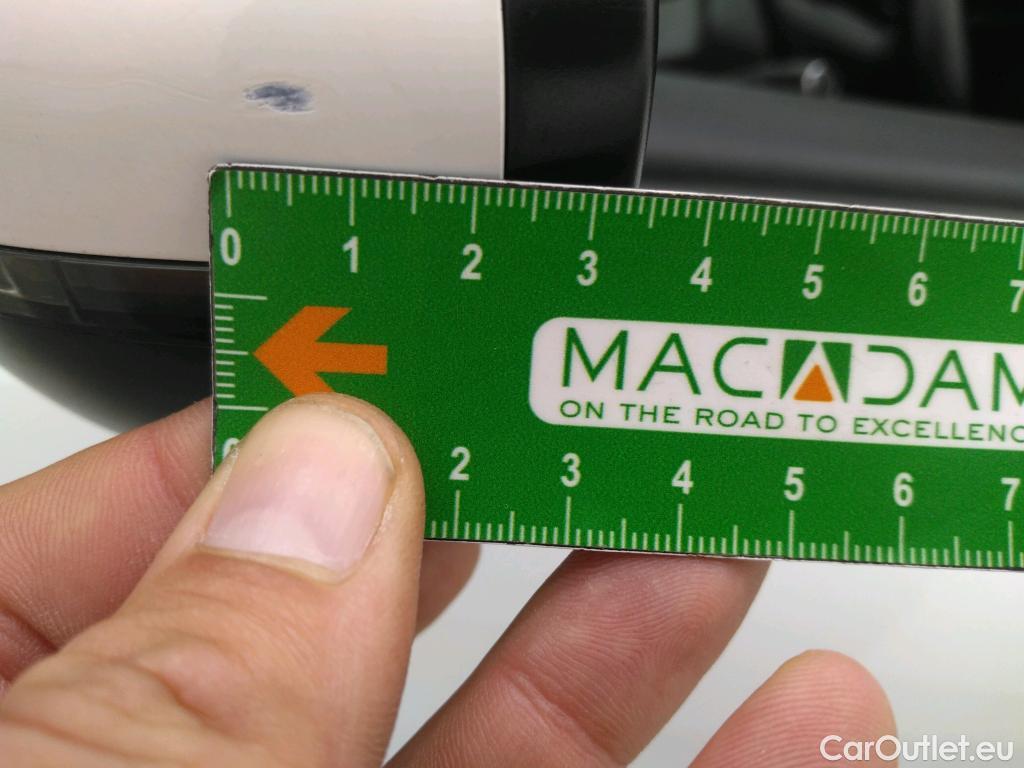 0 1 2 3 4 5 6 7
MACADAM
ON THE ROAD TO
2 3 4 5 6 7
CarOutlet.eu